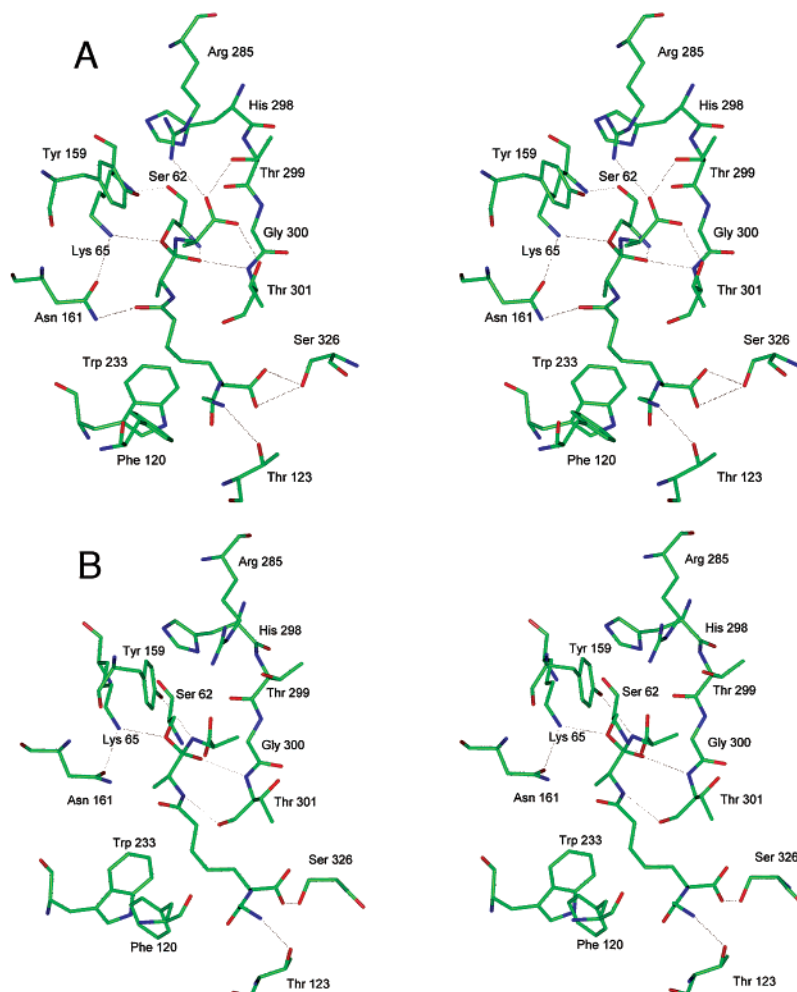 A
Arg 285
His 298
Tyr 159
Ser 62
Thr 299
Lys 65
Gly 300
Asn 161
Thr 301
Trp 233
Ser 326
Phe 120
Thr 123
Arg 285
His 298
Tyr 159
Ser 62
Thr 299
Lys 65
Gly 300
Asn 161
Thr 301
Trp 233
Ser 326
Phe 120
Thr 123
B
Arg 285
His 298
Tyr 159
Ser 62
Thr 299
Lys 65
Gly 300
Asn 161
Thr 301
Trp 233
Ser 326
Phe 120
Thr 123
Arg 285
His 298
Tyr 159
Ser 62
Thr 299
Lys 65
Gly 300
Asn 161
Thr 301
Trp 233
Ser 326
Phe 120
Thr 123